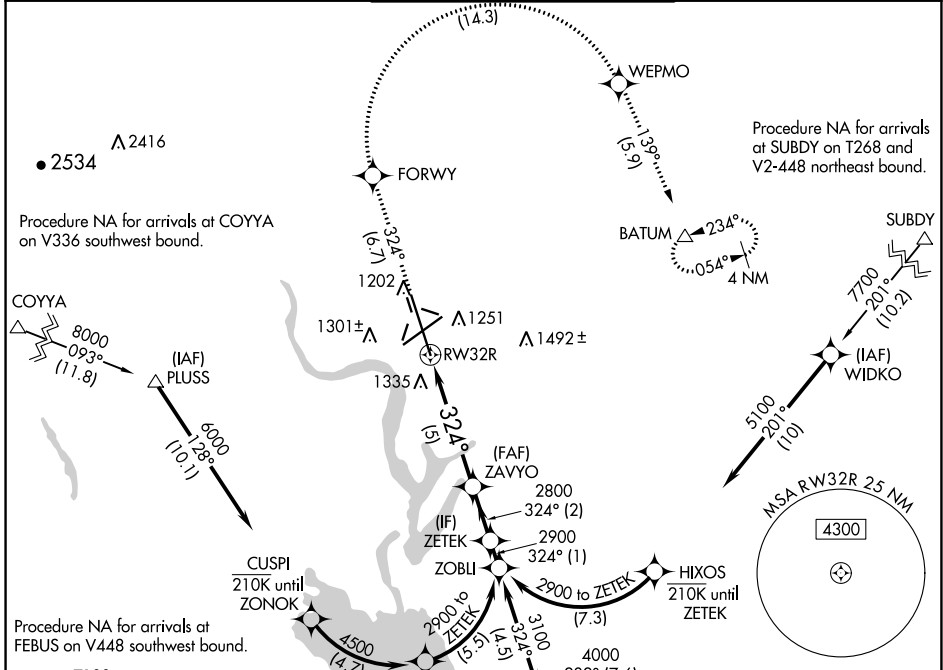 (14.3)
WEPMO
139°
(5.9)
2416
2534
Procedure NA for arrivals
at SUBDY on T268 and
V2-448 northeast bound.
FORWY
Procedure NA for arrivals at COYYA
on V336 southwest bound.
324°
(6.7)
BATUM
234°
054°
4 NM
SUBDY
7700
201°
(10.2)
1202
1301±
1251
1492±
COYYA
8000
093°
(11.8)
(IAF)
PLUSS
RW32R
1335
(IAF)
WIDKO
6000
128°
(10.1)
324°
(5)
5100
201°
(10)
(FAF)
ZAVYO
2800
324° (2)
(IF)
ZETEK
2900
324° (1)
ZOBLI
MSA RW32R 25 NM
4300
CUSPI
210K until
ZONOK
2900 to ZETEK
(7.3)
HIXOS
210K until
ZETEK
4500
(4.7)
2900 to
ZETEK
(5.5)
3100
324°
(4.5)
4000
Procedure NA for arrivals at
FEBUS on V448 southwest bound.